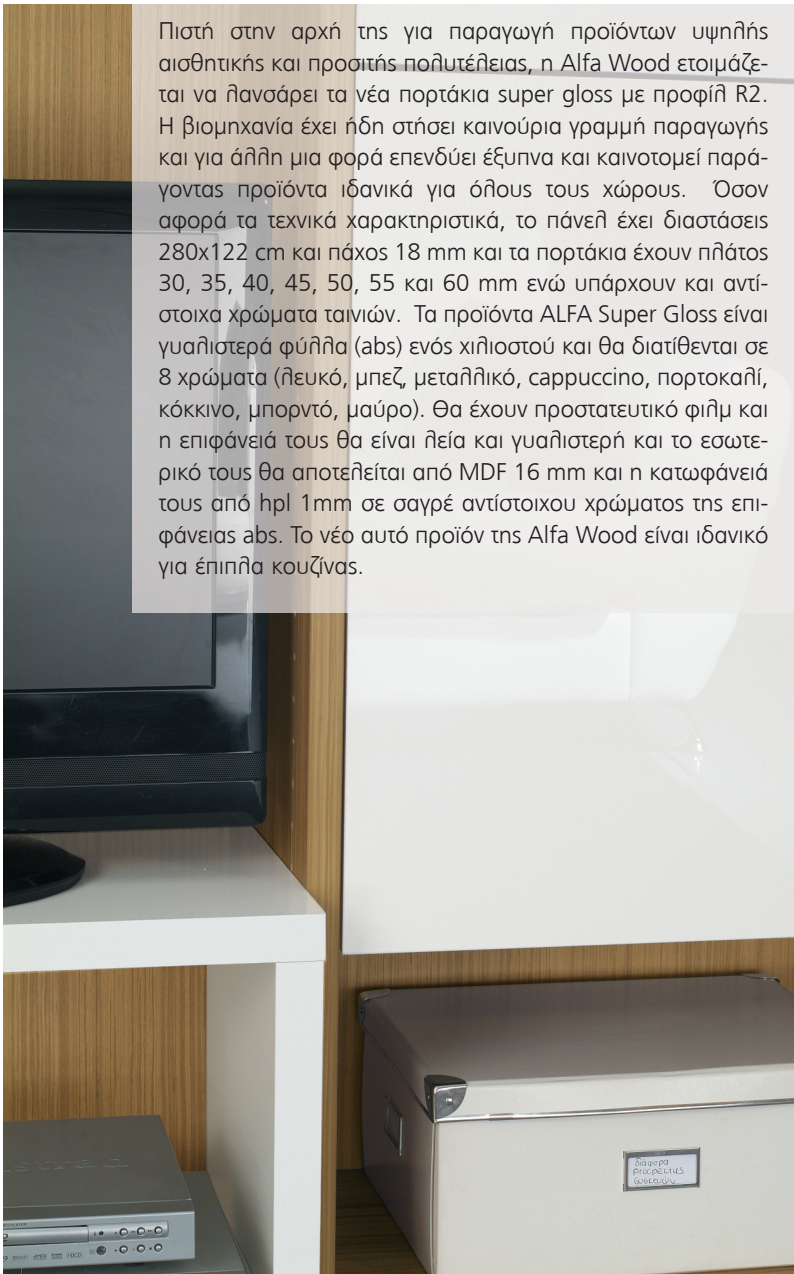 Πιστή στην αρχή της για παραγωγή προϊόντων υψηλής
αισθητικής και προσιτής πολυτέλειας, η Alfa Wood ετοιμάζε-
ται να λανσάρει τα νέα πορτάκια super gloss με προφίλ R2.
Η βιομηχανία έχει ήδη στήσει καινούρια γραμμή παραγωγής
και για άλλη μια φορά επενδύει έξυπνα και καινοτομεί παρά-
γοντας προϊόντα ιδανικά για όλους τους χώρους. Όσον
αφορά τα τεχνικά χαρακτηριστικά, το πάνελ έχει διαστάσεις
280x122 cm και πάχος 18 mm και τα πορτάκια έχουν πλάτος
30, 35, 40, 45, 50, 55 και 60 mm ενώ υπάρχουν και αντί-
στοιχα χρώματα ταινιών. Τα προϊόντα ALFA Super Gloss είναι
γυαλιστερά φύλλα (abs) ενός χιλιοστού και θα διατίθενται σε
8 χρώματα (λευκό, μπεζ, μεταλλικό, cappuccino, πορτοκαλί,
κόκκινο, μπορντό, μαύρο). Θα έχουν προστατευτικό φιλμ και
η επιφάνειά τους θα είναι λεία και γυαλιστερή και το εσωτε-
ρικό τους θα αποτελείται από MDF 16 mm και η κατωφάνειά
τους από hpl 1mm σε σαγρέ αντίστοιχου χρώματος της επι-
φάνειας abs. Το νέο αυτό προϊόν της Alfa Wood είναι ιδανικό
για έπιπλα κουζίνας.
διάφορα
Prospectus
συσκευών